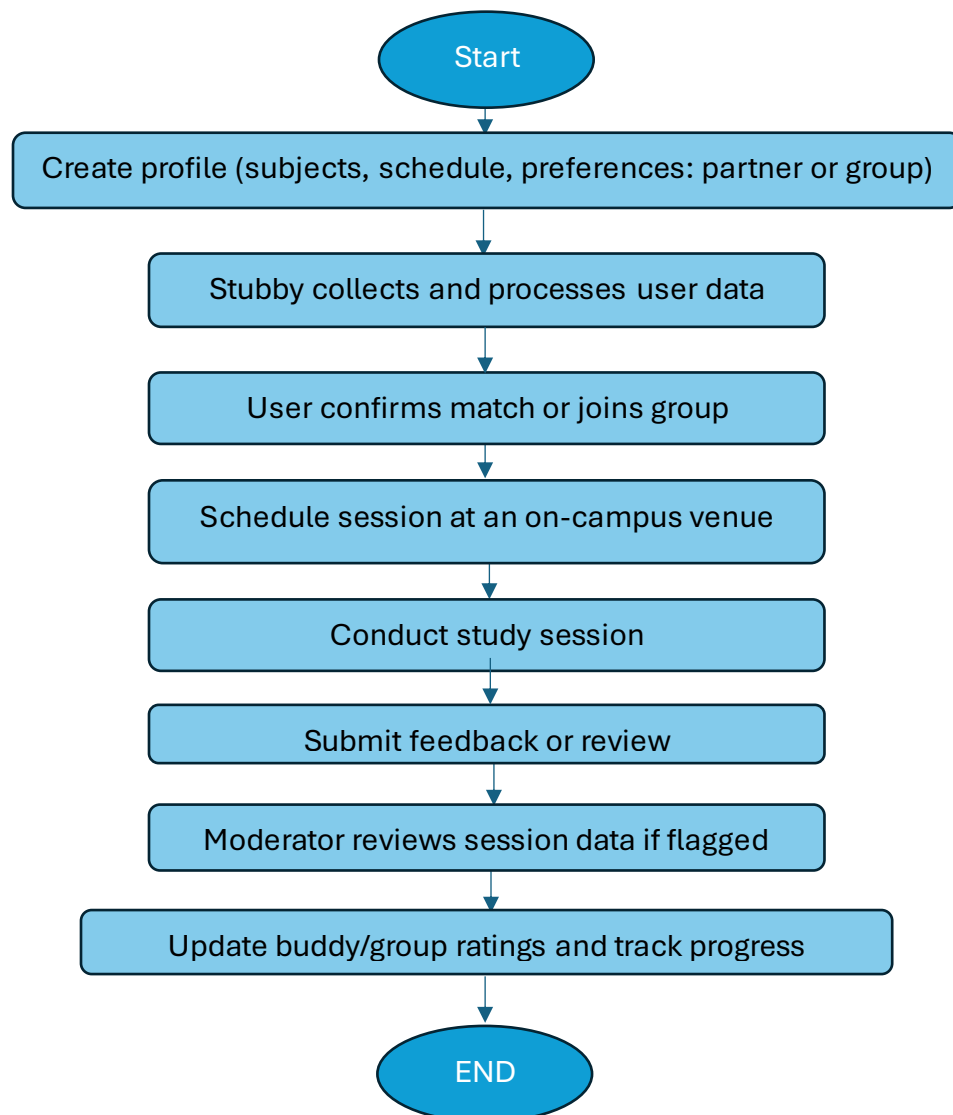 Start
Create profile (subjects, schedule, preferences: partner or group)
Stubby collects and processes user data
User confirms match or joins group
Schedule session at an on-campus venue
Conduct study session
Submit feedback or review
Moderator reviews session data if flagged
Update buddy/group ratings and track progress
END